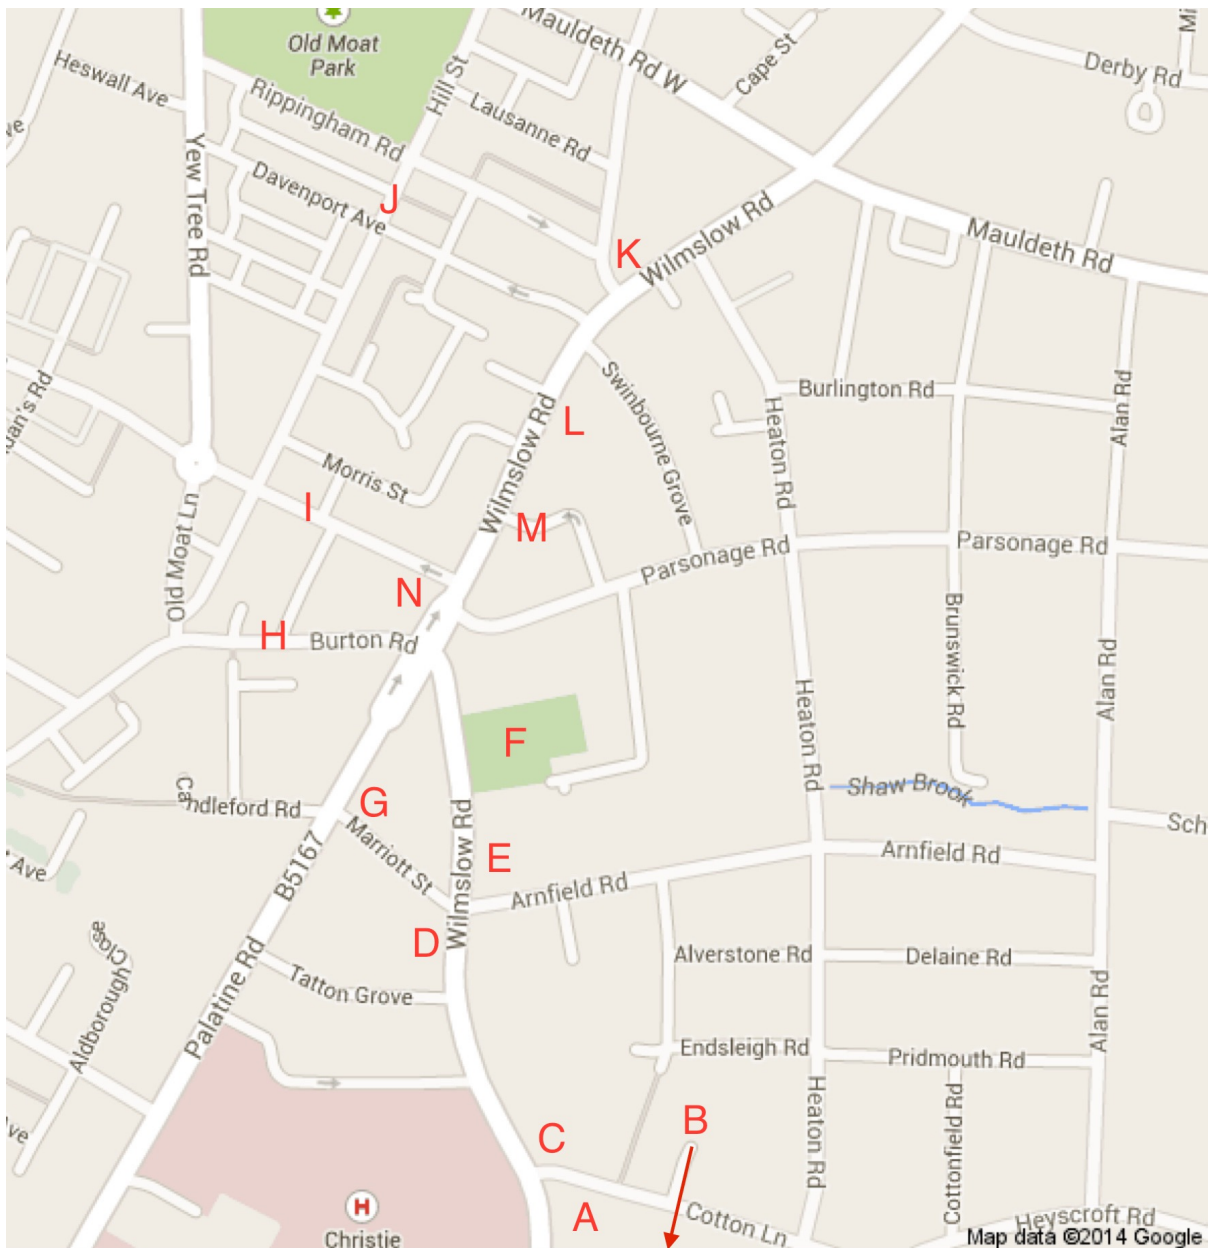 Old Moat
Park
Mauldeth Rd W
Cape St
Derby Rd
Heswall Ave
Rippingham Rd
Hill St
Lausanne Rd
Yew Tree Rd
Davenport Ave
J
K
Wilmslow Rd
Mauldeth Rd
Swinbourne Grove
Burlington Rd
Alan Rd
L
Heaton Rd
Wilmslow Rd
Morris St
I
M
Old Moat Ln
Parsonage Rd
Parsonage Rd
N
H
Burton Rd
Brunswick Rd
Alan Rd
Heaton Rd
F
Shaw Brook
G
Candleford Rd
Sch
Marriott St
Wilmslow Rd
E
B5167
Arnfield Rd
Arnfield Rd
D
Alverstone Rd
Delaine Rd
Aldborough Close
Palatine Rd
Tatton Grove
Alan Rd
Endsleigh Rd
Pridmouth Rd
Heaton Rd
Cottonfield Rd
B
C
A
H
Christie
Cotton Ln
Heyscroft Rd
Map data ©2014 Google